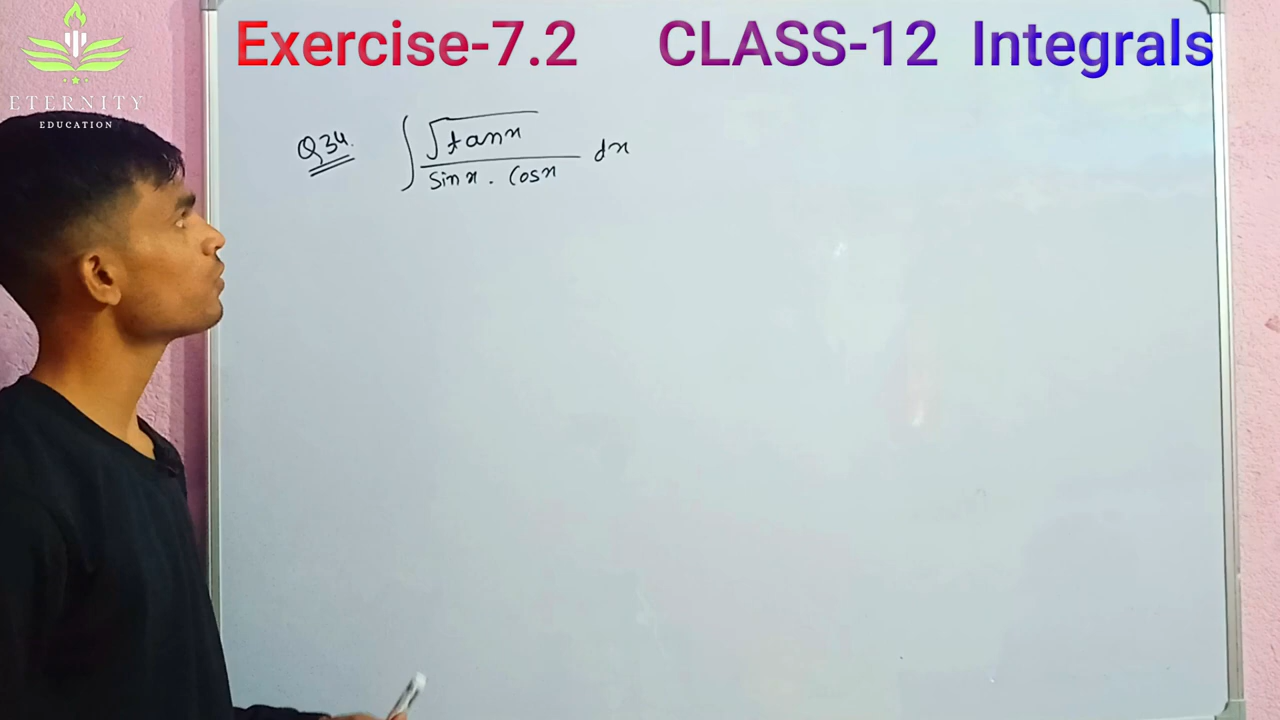 Exercise-7.2 CLASS-12 Integrals
ETERNITY
EDUCATION
Q34. ∫ √tanx / sinx . cosx dx